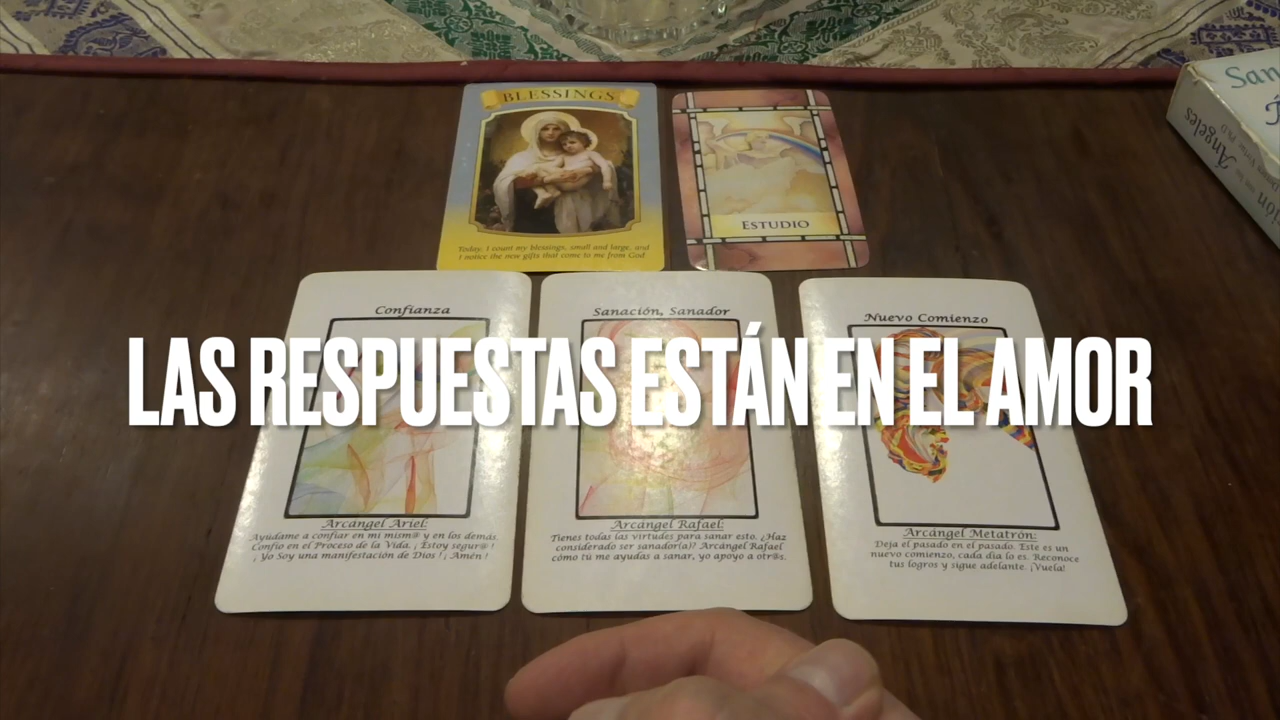 BLESSINGS
Today, I count my blessings, small and large, and
I notice the new gifts that come to me from God
ESTUDIO
San
Ángeles
Confianza
Sanación, Sanador
Nuevo Comienzo
LAS RESPUESTAS ESTÁN EN EL AMOR
Arcángel Ariel:
Ayúdame a confiar en mi mism@ y en los demás.
Confío en el Proceso de la Vida. ¡ Estoy segur@ !
¡ Yo Soy una manifestación de Dios ! ¡ Amén !
Arcángel Rafael:
Tienes todas las virtudes para sanar esto. ¿Haz
considerado ser sanador(a)? Arcángel Rafael
cómo tú me ayudas a sanar, yo apoyo a otr@s.
Arcángel Metatrón:
Deja el pasado en el pasado. Este es un
nuevo comienzo, cada día lo es. Reconoce
tus logros y sigue adelante. ¡Vuela!